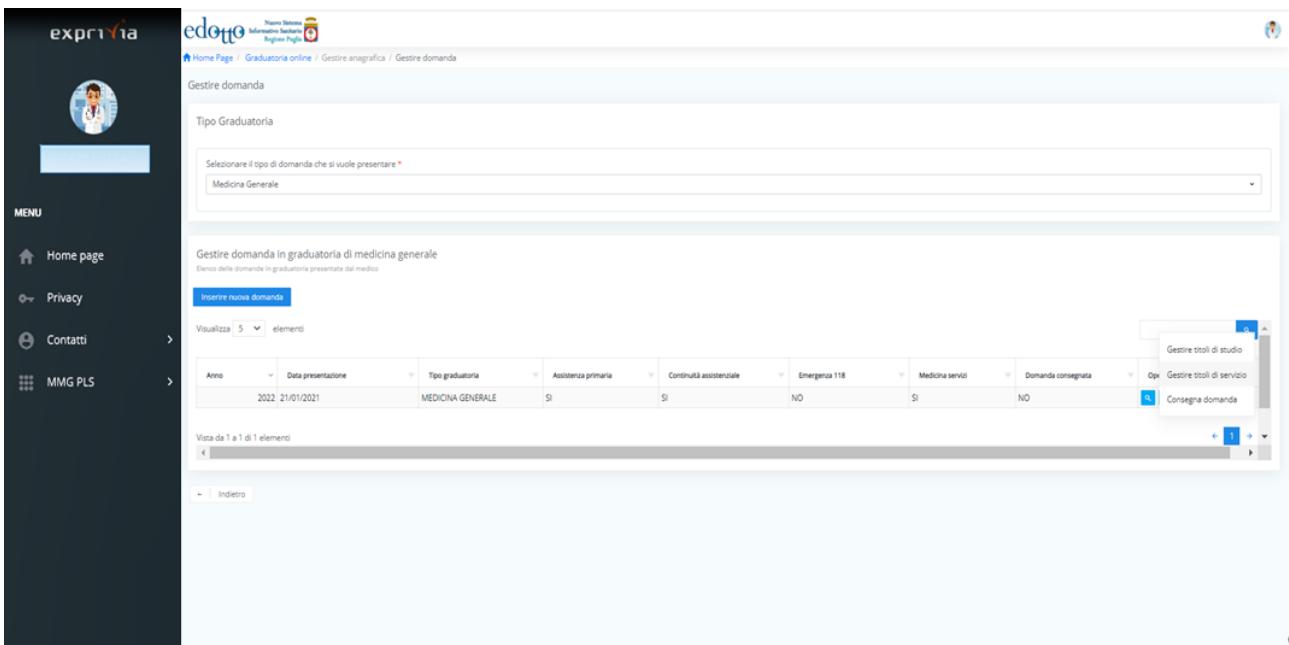 exprivia
edotto Nuovo Sistema
Informativo Sanitario
Regione Puglia
Home Page / Graduatoria online / Gestire anagrafica / Gestire domanda
Gestire domanda
Tipo Graduatoria
Selezionare il tipo di domanda che si vuole presentare *
Medicina Generale
MENU
Home page
Privacy
Contatti
MMG PLS
Gestire domanda in graduatoria di medicina generale
Elenco delle domande in graduatoria presentate dal medico
Inserire nuova domanda
Visualizza 5 elementi
Gestire titoli di studio
Gestire titoli di servizio
Consegna domanda
Anno Data presentazione Tipo graduatoria Assistenza primaria Continuità assistenziale Emergenza 118 Medicina servizi Domanda consegnata Ope
2022 21/01/2021 MEDICINA GENERALE SI SI NO SI NO
Vista da 1 a 1 di 1 elementi
← 1 →
← Indietro